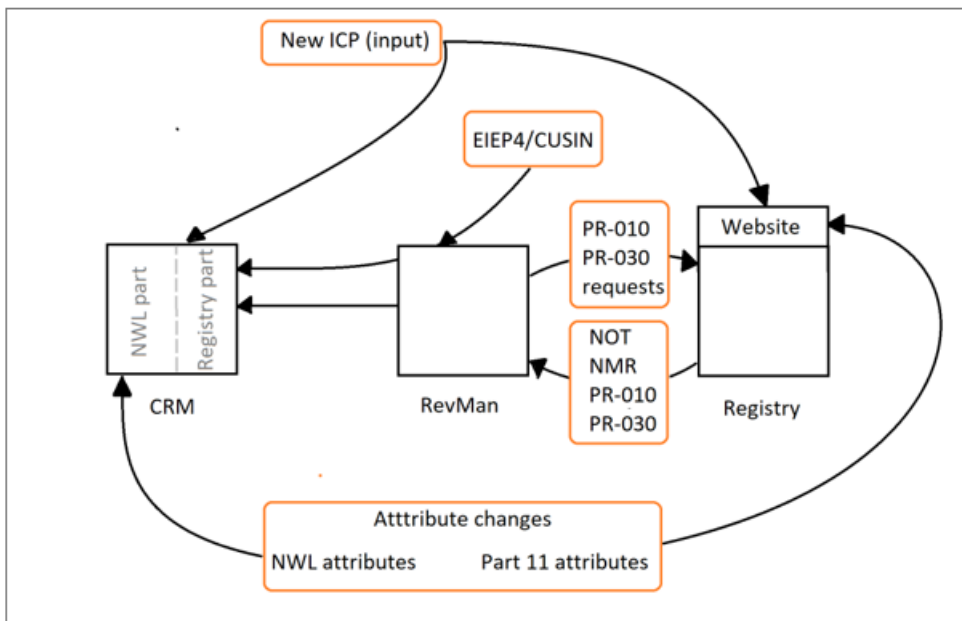 New ICP (input)
EIEP4/CUSIN
PR-010
PR-030
requests
Website
NWL part
Registry part
NOT
NMR
PR-010
PR-030
CRM
RevMan
Registry
Atttribute changes
NWL attributes
Part 11 attributes